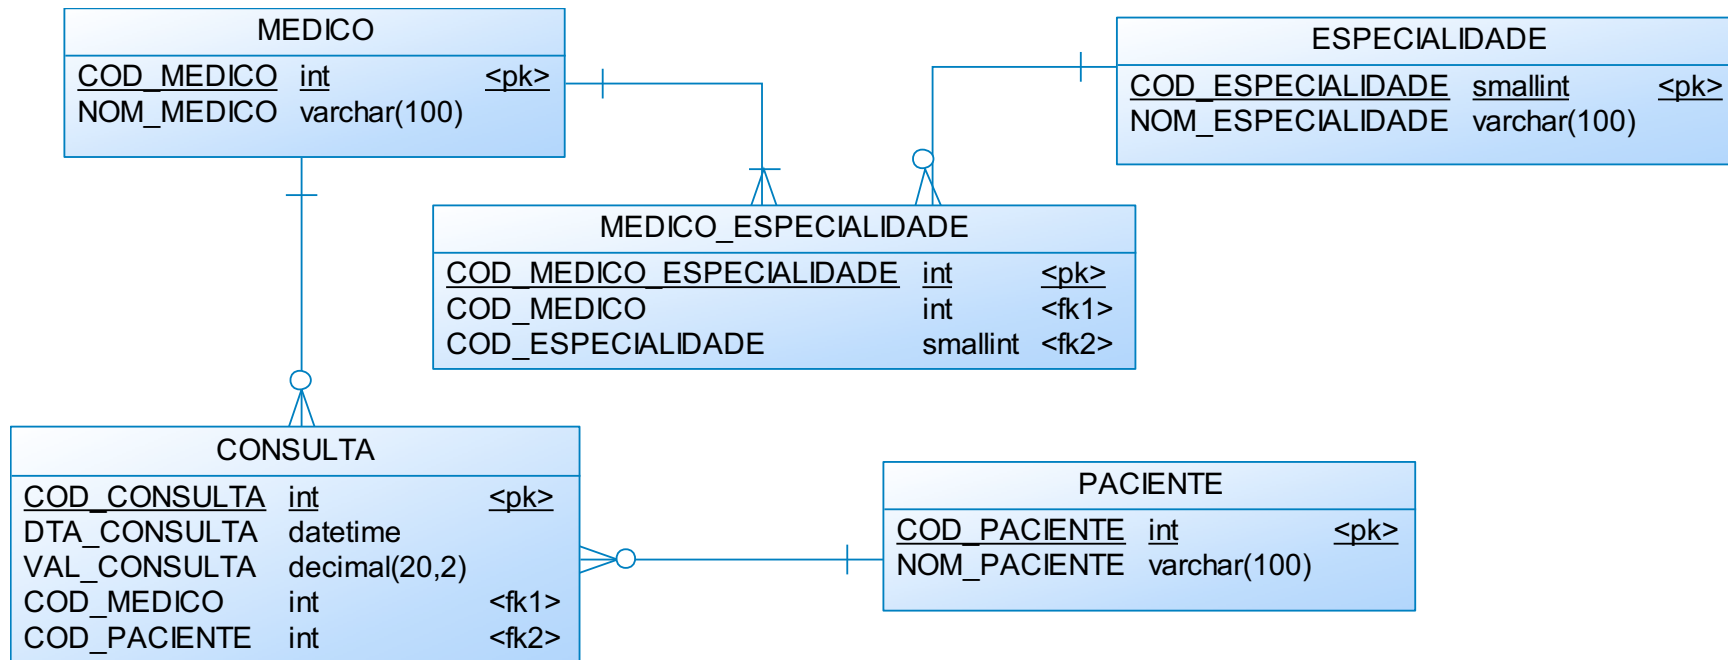 MEDICO
COD_MEDICO int <pk>
NOM_MEDICO varchar(100)
ESPECIALIDADE
COD_ESPECIALIDADE smallint <pk>
NOM_ESPECIALIDADE varchar(100)
MEDICO_ESPECIALIDADE
COD_MEDICO_ESPECIALIDADE int <pk>
COD_MEDICO int <fk1>
COD_ESPECIALIDADE smallint <fk2>
CONSULTA
COD_CONSULTA int <pk>
DTA_CONSULTA datetime
VAL_CONSULTA decimal(20,2)
COD_MEDICO int <fk1>
COD_PACIENTE int <fk2>
PACIENTE
COD_PACIENTE int <pk>
NOM_PACIENTE varchar(100)